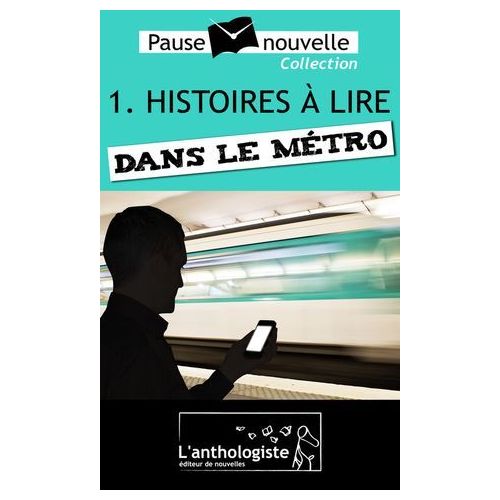 Pause nouvelle
Collection
1. HISTOIRES À LIRE
DANS LE MÉTRO
L'anthologiste
éditeur de nouvelles